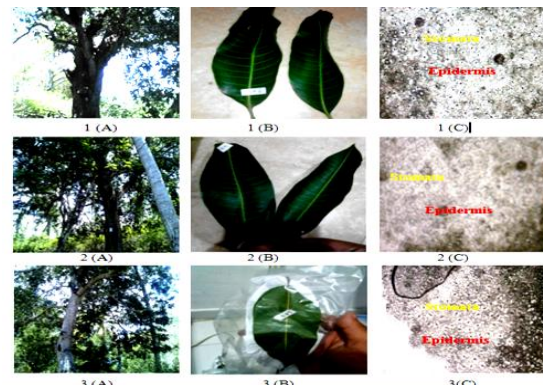 Stomata
Epidermis
1 (A)
1 (B)
1 (C)
Stomata
Epidermis
2 (A)
2 (B)
2 (C)
Stomata
Epidermis
3 (A)
3 (B)
3(C)